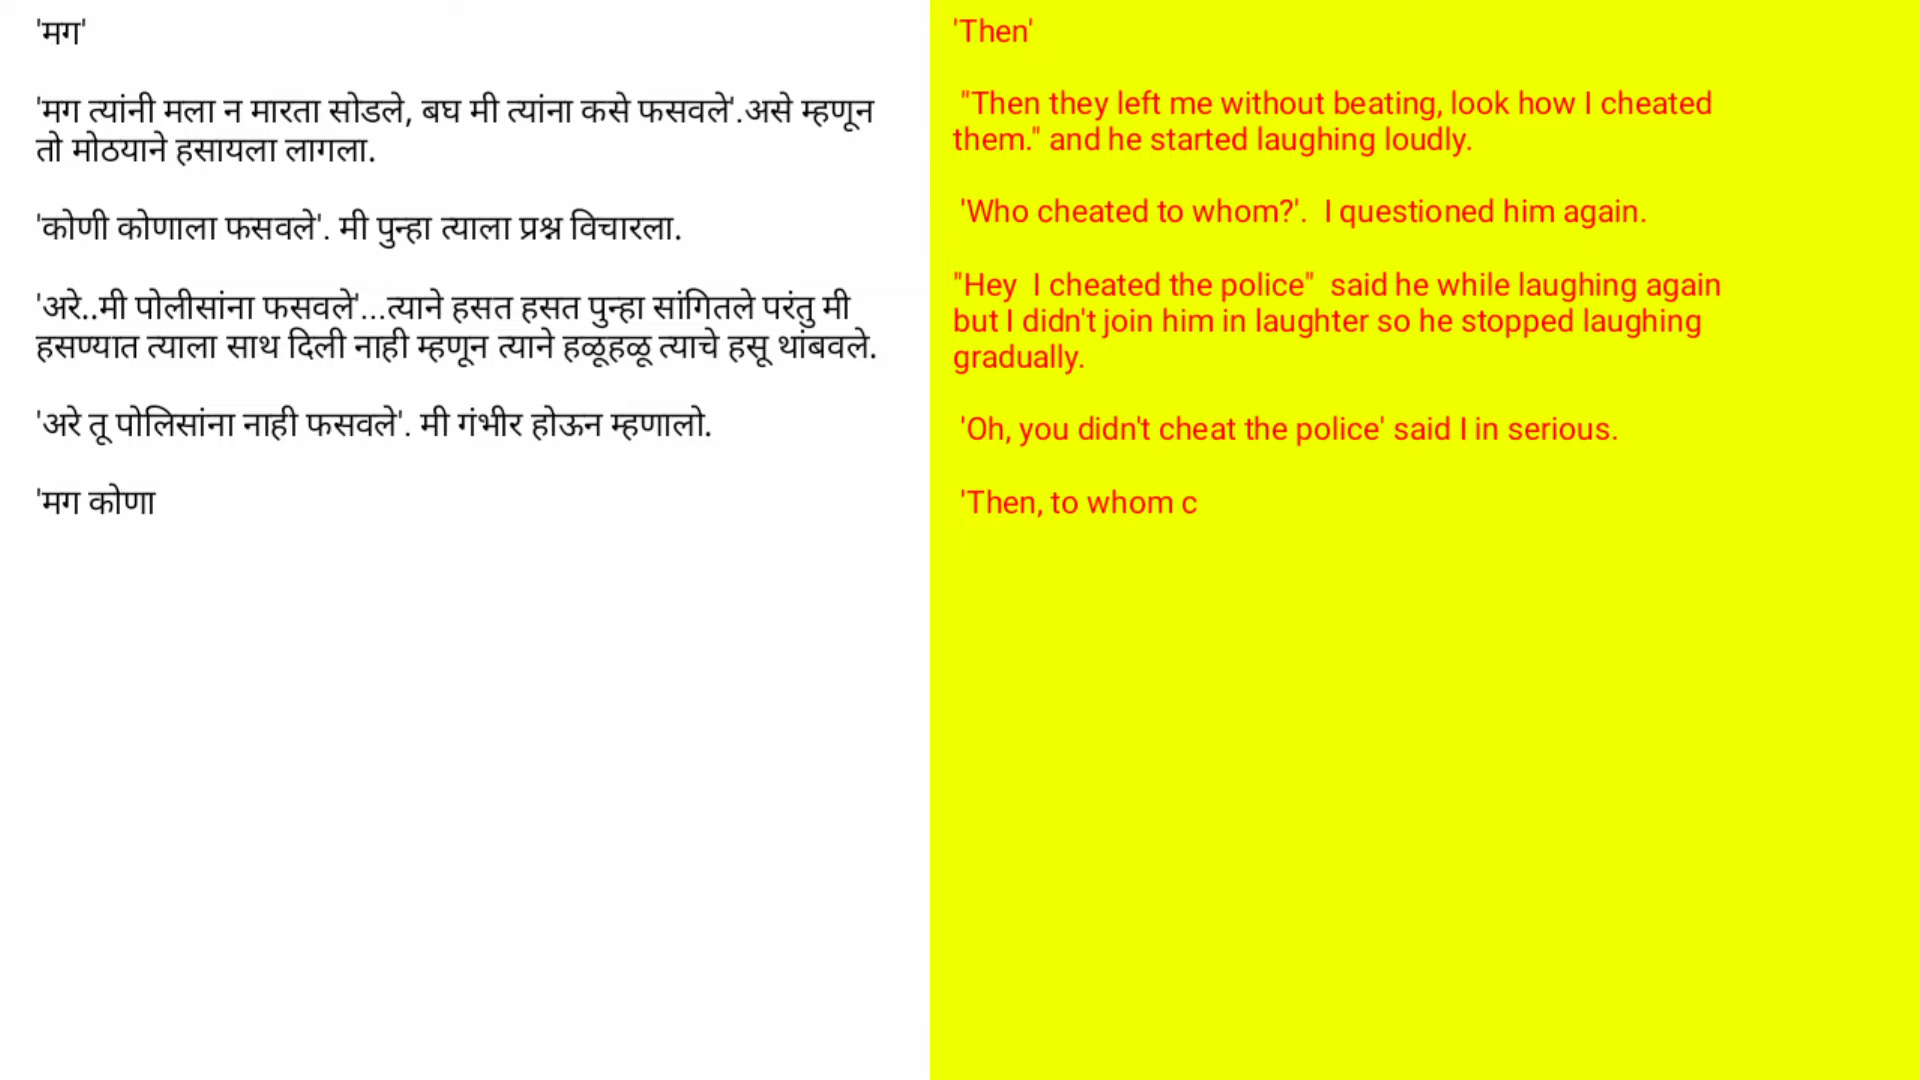 'मग'
'मग त्यांनी मला न मारता सोडले, बघ मी त्यांना कसे फसवले'.असे म्हणून
तो मोठयाने हसायला लागला.
'कोणी कोणाला फसवले'. मी पुन्हा त्याला प्रश्न विचारला.
'अरे..मी पोलीसांना फसवले'...त्याने हसत हसत पुन्हा सांगितले परंतु मी
हसण्यात त्याला साथ दिली नाही म्हणून त्याने हळूहळू त्याचे हसू थांबवले.
'अरे तू पोलिसांना नाही फसवले'. मी गंभीर होऊन म्हणालो.
'मग कोणा
'Then'
"Then they left me without beating, look how I cheated
them." and he started laughing loudly.
'Who cheated to whom?'.  I questioned him again.
"Hey  I cheated the police"  said he while laughing again
but I didn't join him in laughter so he stopped laughing
gradually.
'Oh, you didn't cheat the police' said I in serious.
'Then, to whom c